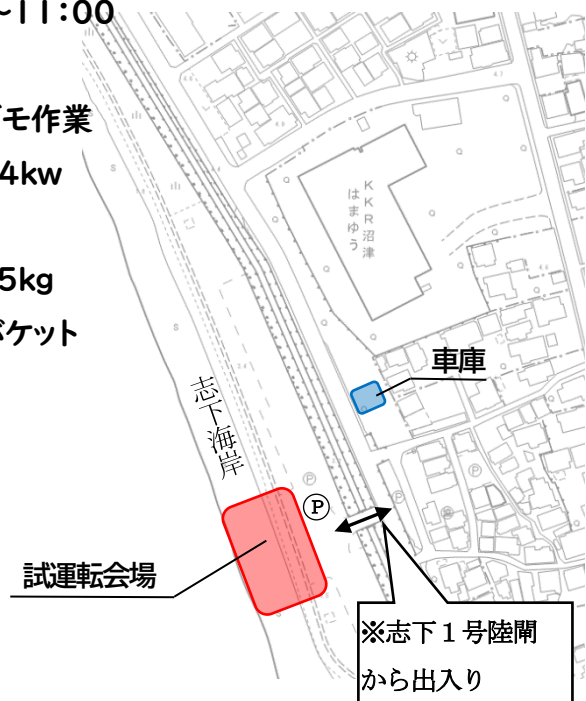 ~11:00
モ作業
4kw
5kg
バケット
KKR沼津
はまゆう
車庫
志下海岸
P
試運転会場
※志下1号陸閘
から出入り